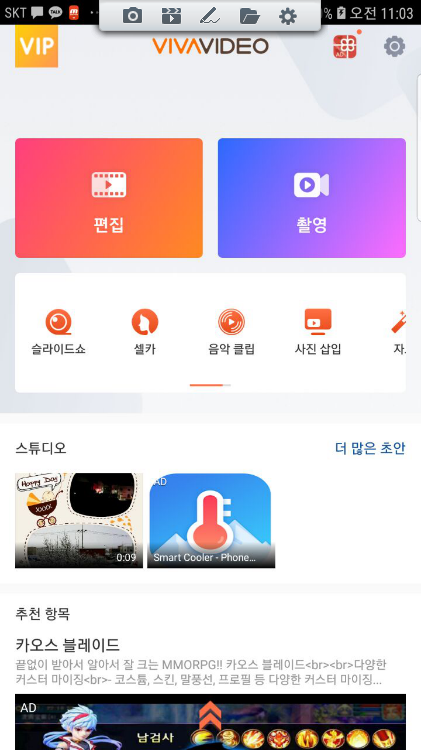 SKT TALK % 오전 11:03
VIP VIVAVIDEO AD
편집 촬영
슬라이드쇼 셀카 음악 클립 사진 삽입 자..
스튜디오 더 많은 초안
Happy Day
XXXX
AD
0:09 Smart Cooler - Phone...
추천 항목
카오스 블레이드
끝없이 받아서 알아서 잘 크는 MMORPG!! 카오스 블레이드<br><br>다양한
커스터 마이징<br>- 코스튬, 스킨, 말풍선, 프로필 등 다양한 커스터 마이징...
AD
남검사